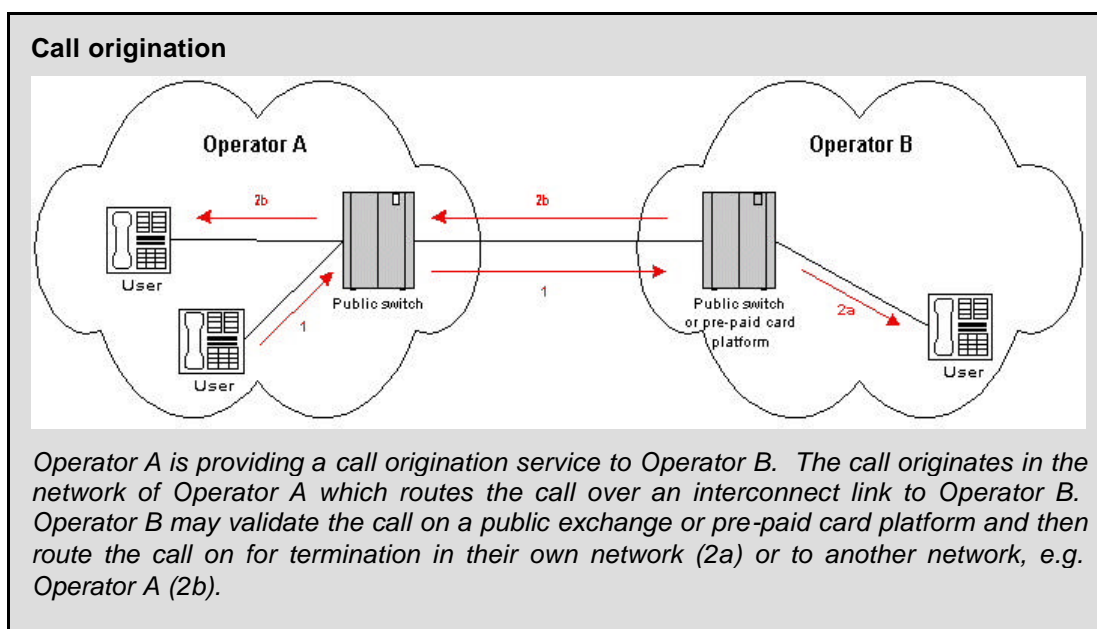 Call origination
Operator A
Operator B
2b
2b
User
Public switch
1
1
User
Public switch
or pre-paid card
platform
2a
User
Operator A is providing a call origination service to Operator B. The call originates in the
network of Operator A which routes the call over an interconnect link to Operator B.
Operator B may validate the call on a public exchange or pre-paid card platform and then
route the call on for termination in their own network (2a) or to another network, e.g.
Operator A (2b).